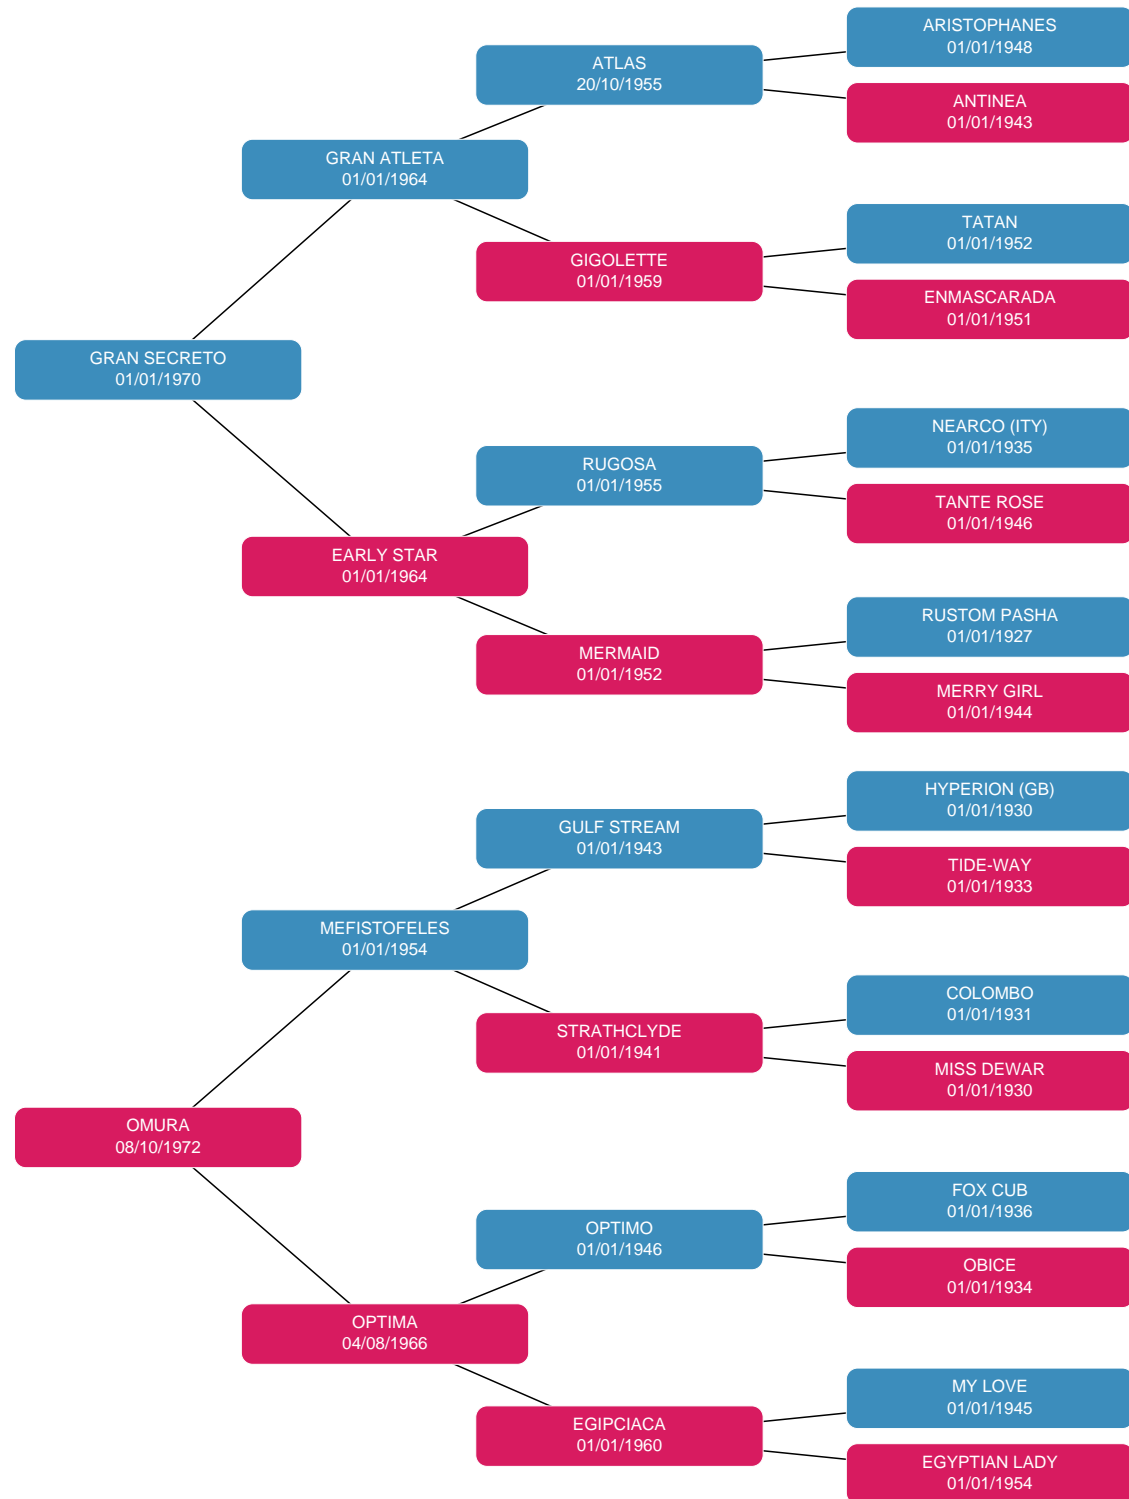 ARISTOPHANES
01/01/1948
ATLAS
20/10/1955
ANTINEA
01/01/1943
GRAN ATLETA
01/01/1964
TATAN
01/01/1952
GIGOLETTE
01/01/1959
ENMASCARADA
01/01/1951
GRAN SECRETO
01/01/1970
NEARCO (ITY)
01/01/1935
RUGOSA
01/01/1955
TANTE ROSE
01/01/1946
EARLY STAR
01/01/1964
RUSTOM PASHA
01/01/1927
MERMAID
01/01/1952
MERRY GIRL
01/01/1944
HYPERION (GB)
01/01/1930
GULF STREAM
01/01/1943
TIDE-WAY
01/01/1933
MEFISTOFELES
01/01/1954
COLOMBO
01/01/1931
STRATHCLYDE
01/01/1941
MISS DEWAR
01/01/1930
OMURA
08/10/1972
FOX CUB
01/01/1936
OPTIMO
01/01/1946
OBICE
01/01/1934
OPTIMA
04/08/1966
MY LOVE
01/01/1945
EGIPCIACA
01/01/1960
EGYPTIAN LADY
01/01/1954